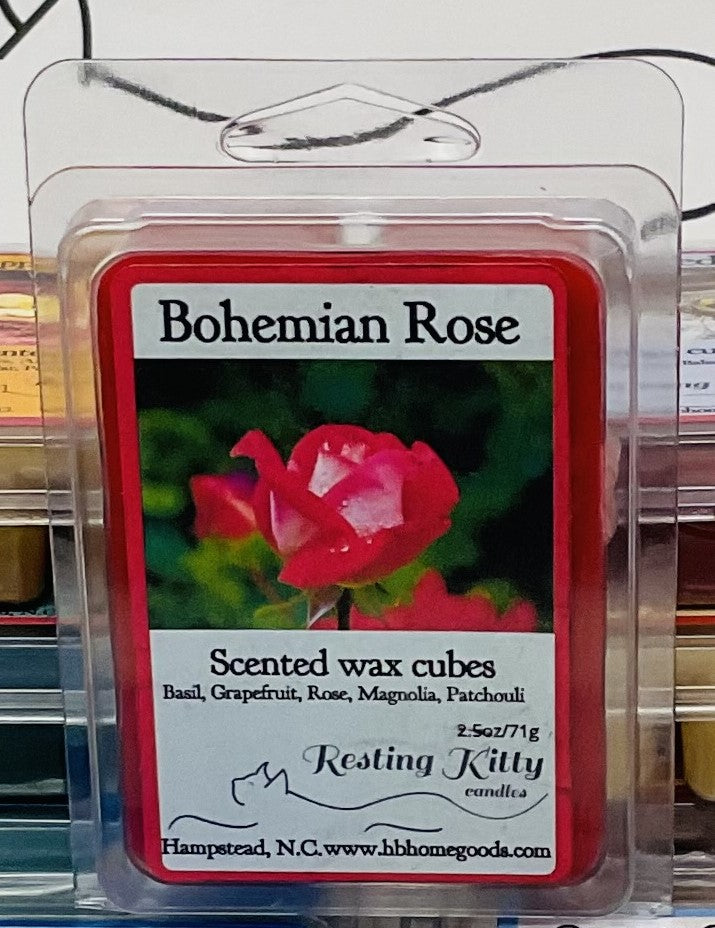 Bohemian Rose
Scented wax cubes
Basil, Grapefruit, Rose, Magnolia, Patchouli
2.5oz/71g
Resting Kitty
candles
Hampstead, N.C.www.hbhomegoods.com